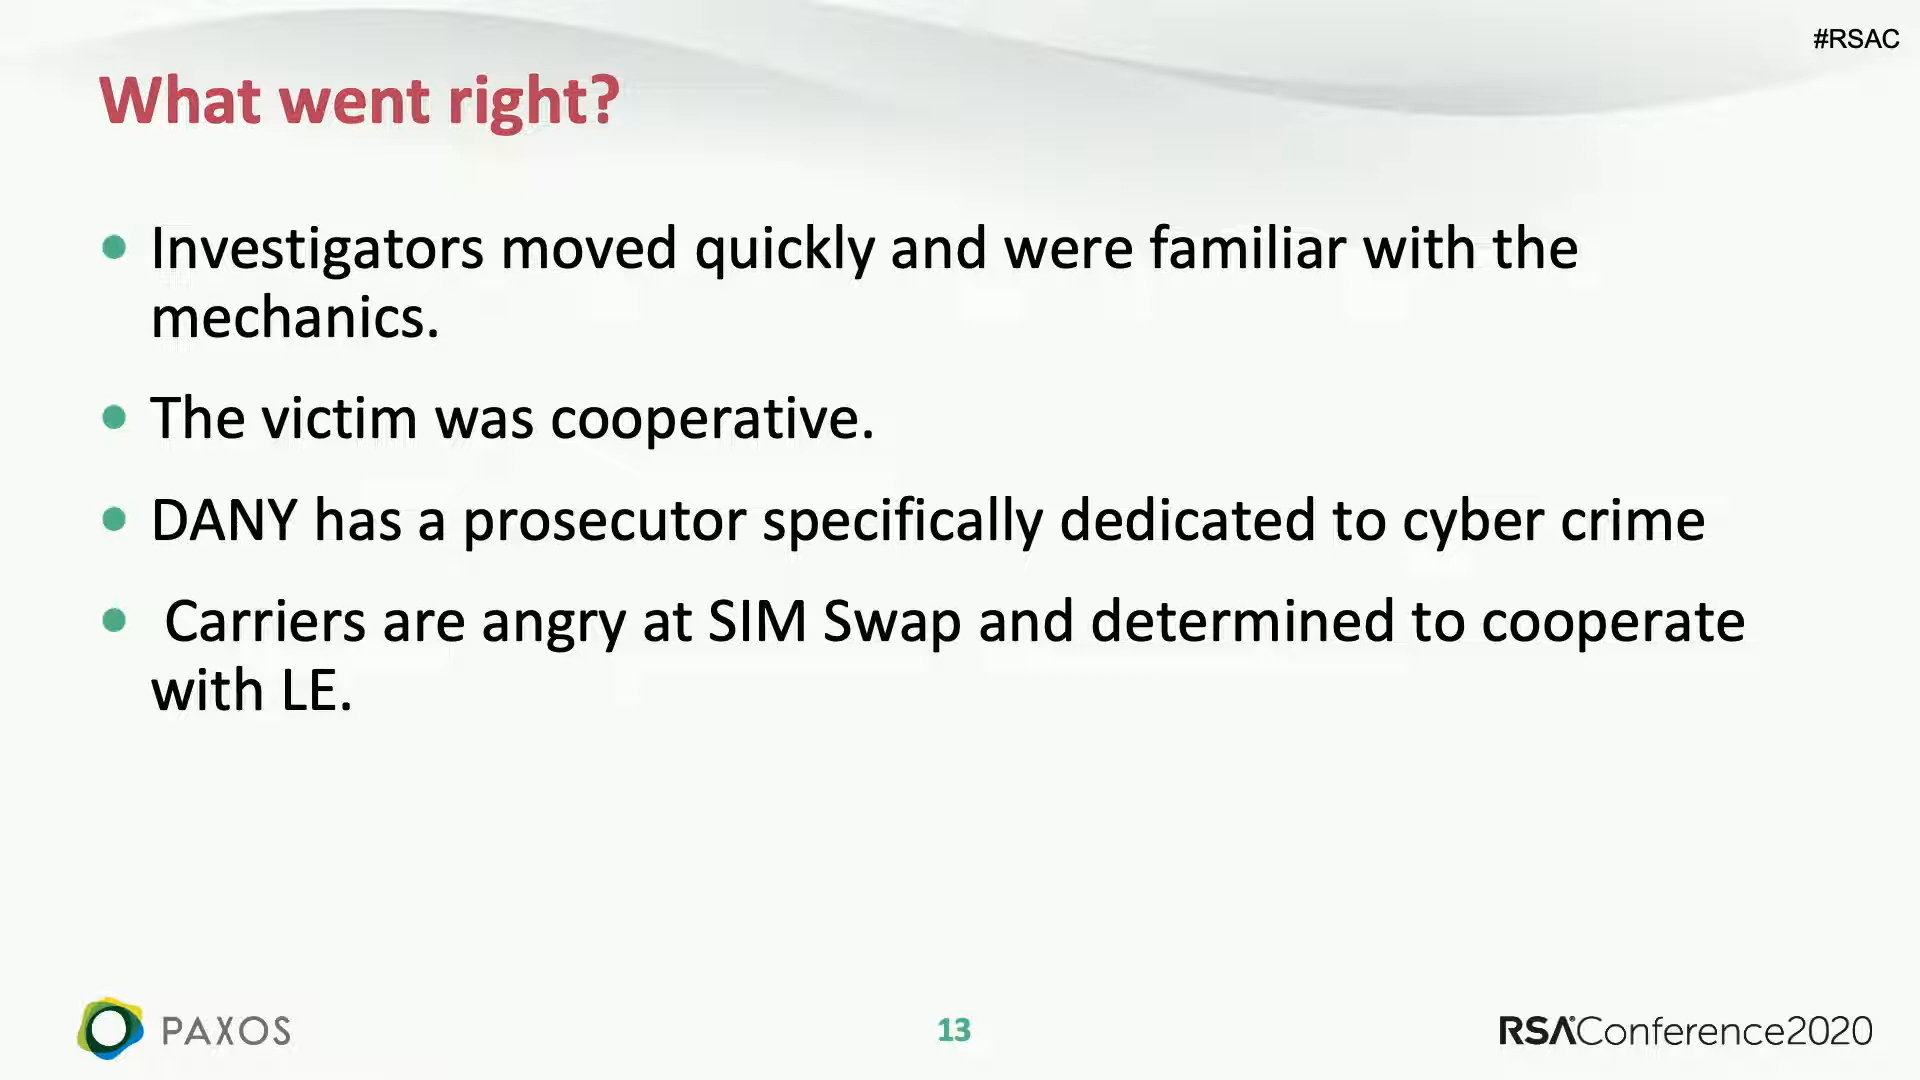 #RSAC
What went right?
• Investigators moved quickly and were familiar with the
mechanics.
• The victim was cooperative.
• DANY has a prosecutor specifically dedicated to cyber crime
• Carriers are angry at SIM Swap and determined to cooperate
with LE.
PAXOS
13
RSA®Conference2020